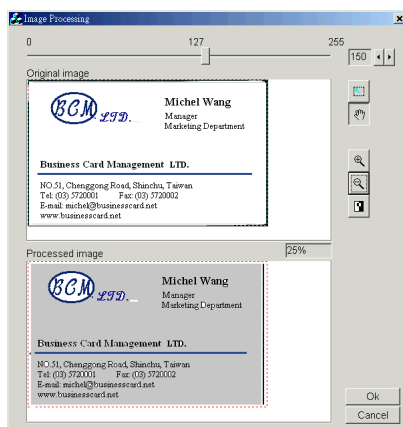 Image Processing
0 127 255
150
Original image
BCM. LTD.
Michel Wang
Manager
Marketing Department
Business Card Management LTD.
NO.51, Chenggong Road, Shinchu, Taiwan
Tel: (03) 5720001 Fax: (03) 5720002
E-mail: michel@businesscard.net
www.businesscard.net
Processed image
25%
BCM. LTD.
Michel Wang
Manager
Marketing Department
Business Card Management LTD.
NO.51, Chenggong Road, Shinchu, Taiwan
Tel: (03) 5720001 Fax: (03) 5720002
E-mail: michel@businesscard.net
www.businesscard.net
Ok
Cancel